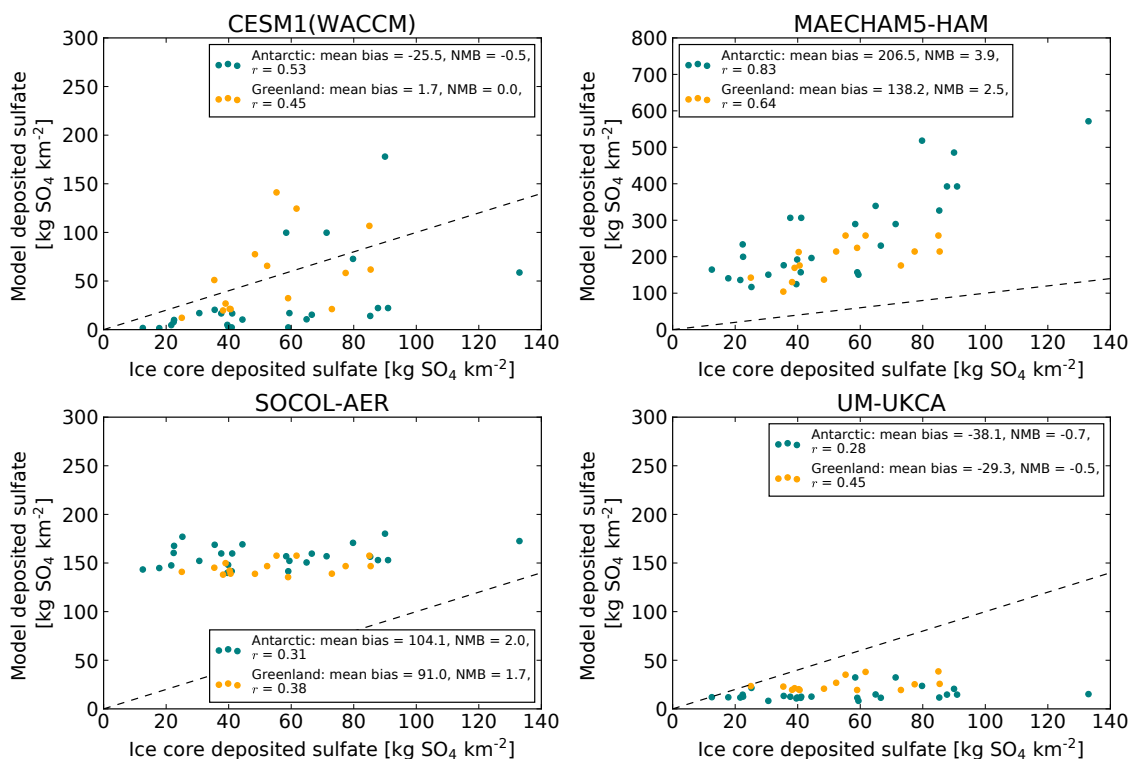 CESM1(WACCM)
300
250
200
150
100
50
0
Model deposited sulfate
[kg SO4 km-2]
Antarctic: mean bias = -25.5, NMB = -0.5,
r = 0.53
Greenland: mean bias = 1.7, NMB = 0.0,
r = 0.45
0 20 40 60 80 100 120 140
Ice core deposited sulfate [kg SO4 km-2]
MAECHAM5-HAM
800
700
600
500
400
300
200
100
0
Model deposited sulfate
[kg SO4 km-2]
Antarctic: mean bias = 206.5, NMB = 3.9,
r = 0.83
Greenland: mean bias = 138.2, NMB = 2.5,
r = 0.64
0 20 40 60 80 100 120 140
Ice core deposited sulfate [kg SO4 km-2]
SOCOL-AER
300
250
200
150
100
50
0
Model deposited sulfate
[kg SO4 km-2]
Antarctic: mean bias = 104.1, NMB = 2.0,
r = 0.31
Greenland: mean bias = 91.0, NMB = 1.7,
r = 0.38
0 20 40 60 80 100 120 140
Ice core deposited sulfate [kg SO4 km-2]
UM-UKCA
300
250
200
150
100
50
0
Model deposited sulfate
[kg SO4 km-2]
Antarctic: mean bias = -38.1, NMB = -0.7,
r = 0.28
Greenland: mean bias = -29.3, NMB = -0.5,
r = 0.45
0 20 40 60 80 100 120 140
Ice core deposited sulfate [kg SO4 km-2]